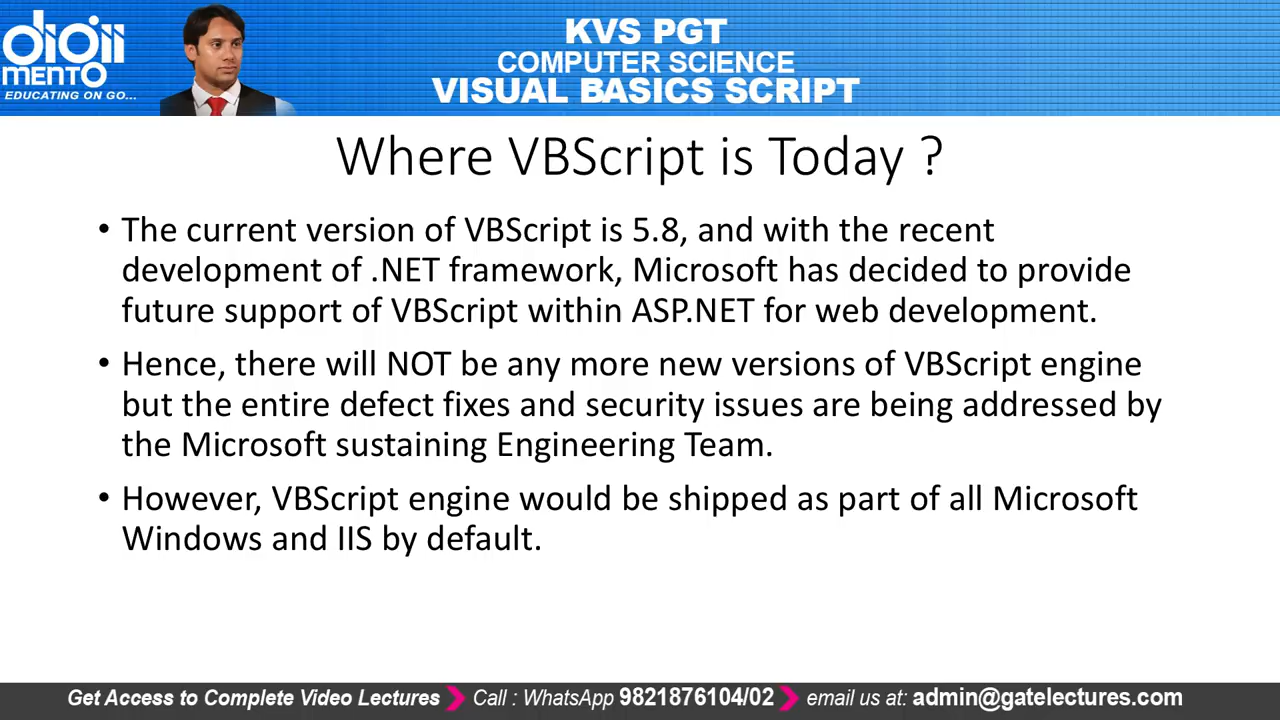 digii
MENTO
EDUCATING ON GO...
KVS PGT
COMPUTER SCIENCE
VISUAL BASICS SCRIPT
Where VBScript is Today ?
• The current version of VBScript is 5.8, and with the recent
development of .NET framework, Microsoft has decided to provide
future support of VBScript within ASP.NET for web development.
• Hence, there will NOT be any more new versions of VBScript engine
but the entire defect fixes and security issues are being addressed by
the Microsoft sustaining Engineering Team.
• However, VBScript engine would be shipped as part of all Microsoft
Windows and IIS by default.
Get Access to Complete Video Lectures Call : WhatsApp 9821876104/02 email us at: admin@gatelectures.com